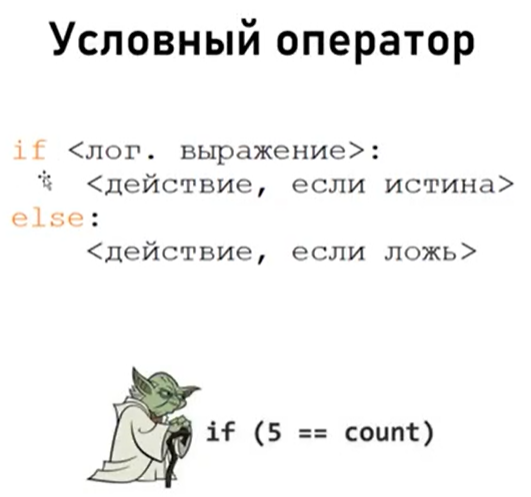 Условный оператор
if <лог. выражение>:
<действие, если истина>
else:
<действие, если ложь>
if (5 == count)